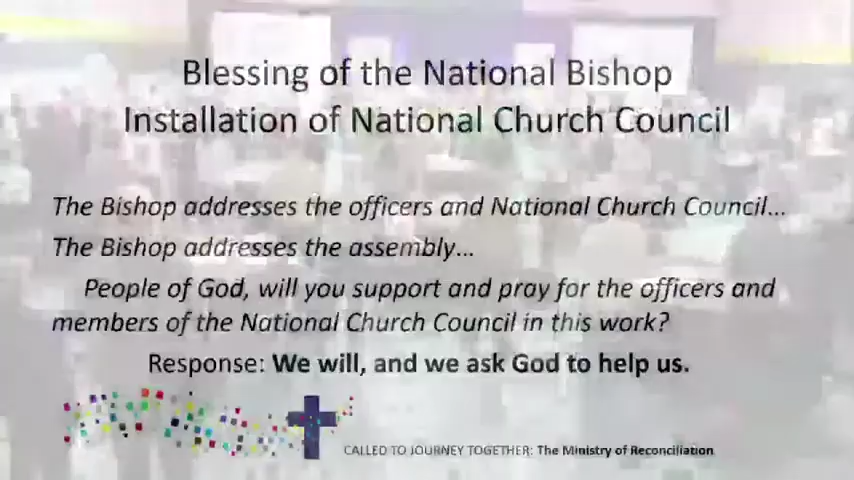 Blessing of the National Bishop
Installation of National Church Council
The Bishop addresses the officers and National Church Council...
The Bishop addresses the assembly...
People of God, will you support and pray for the officers and
members of the National Church Council in this work?
Response: We will, and we ask God to help us.
CALLED TO JOURNEY TOGETHER: The Ministry of Reconciliation